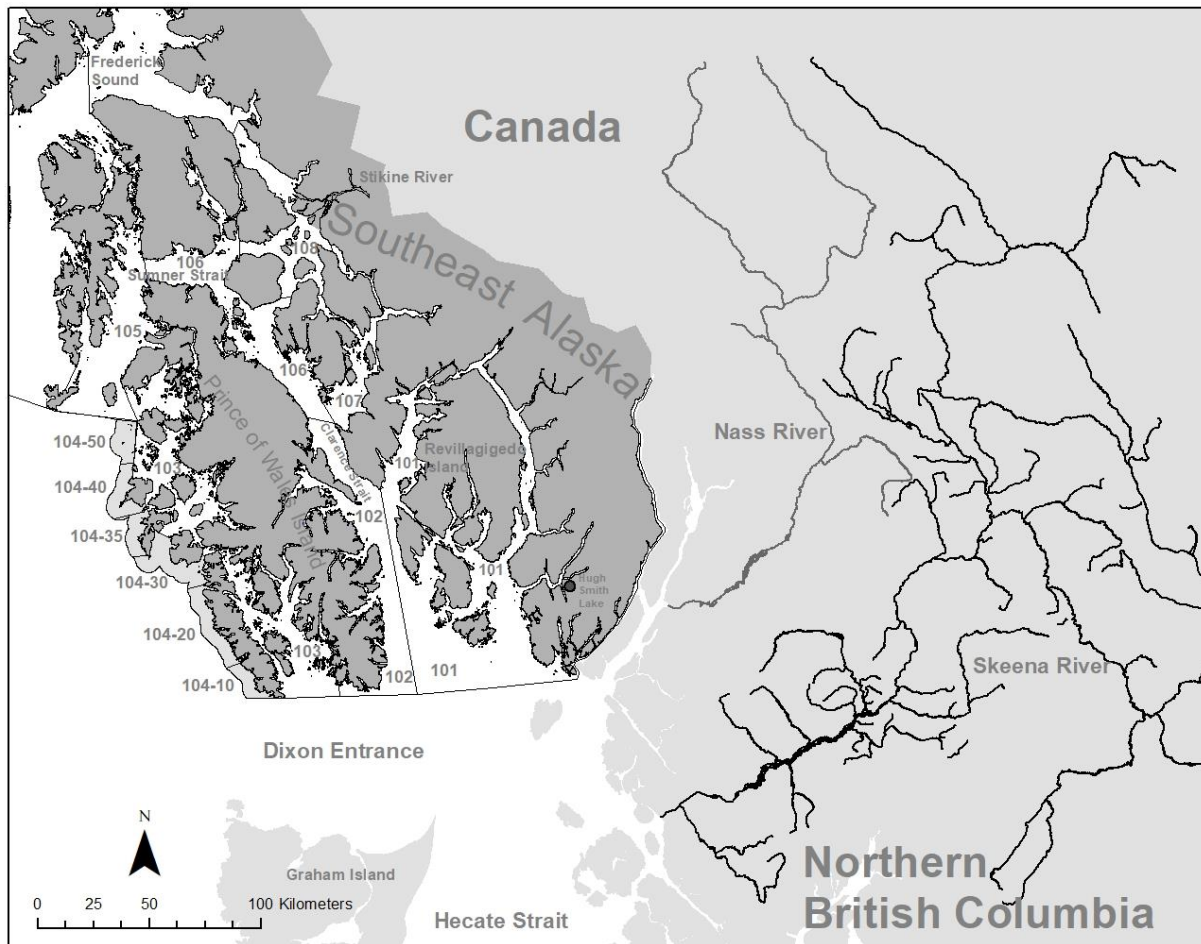 Frederick
Sound
Canada
Stikine River
Southeast Alaska
108
106
Sumner Strait
105
106
107
Prince of Wales Island
Clarence Strait
Nass River
104-50
103
101
Revillagigedo
Island
104-40
102
104-35
101
104-30
Hugh
Smith
Lake
104-20
103
101
Skeena River
104-10
102
Dixon Entrance
N
Graham Island
Northern
British Columbia
0 25 50 100 Kilometers
Hecate Strait